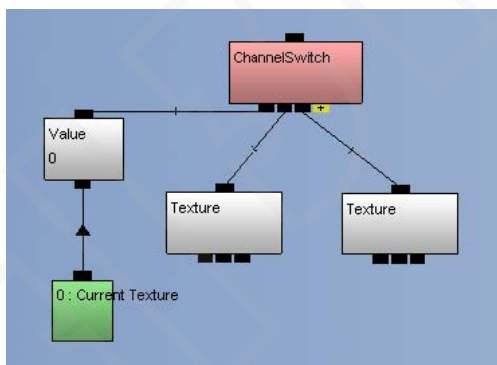 ChannelSwitch
+
Value
0
Texture
Texture
0 : Current Texture